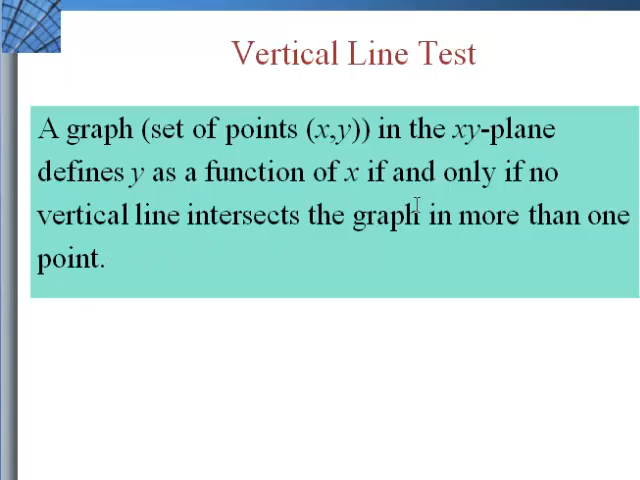 Vertical Line Test
A graph (set of points (x,y)) in the xy-plane
defines y as a function of x if and only if no
vertical line intersects the graph in more than one
point.